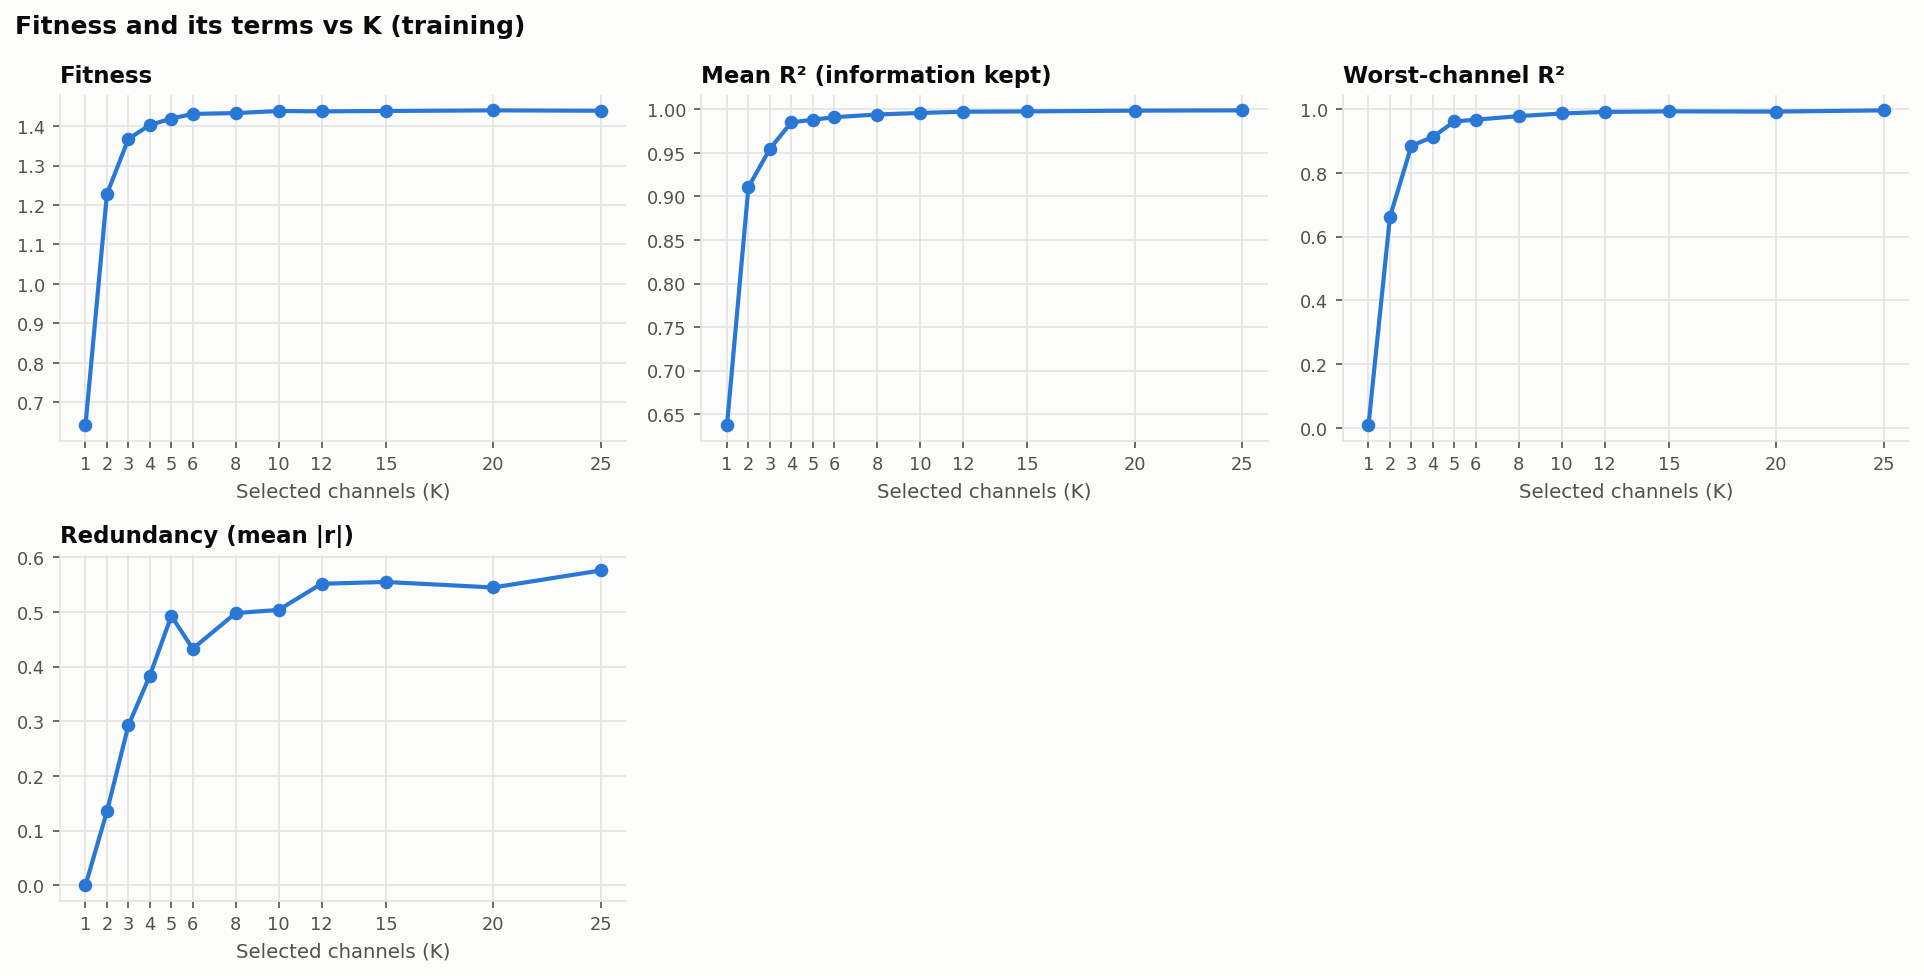 Fitness and its terms vs K (training)
Fitness
1.4
1.3
1.2
1.1
1.0
0.9
0.8
0.7
1 2 3 4 5 6 8 10 12 15 20 25
Selected channels (K)
Mean R² (information kept)
1.00
0.95
0.90
0.85
0.80
0.75
0.70
0.65
1 2 3 4 5 6 8 10 12 15 20 25
Selected channels (K)
Worst-channel R²
1.0
0.8
0.6
0.4
0.2
0.0
1 2 3 4 5 6 8 10 12 15 20 25
Selected channels (K)
Redundancy (mean |r|)
0.6
0.5
0.4
0.3
0.2
0.1
0.0
1 2 3 4 5 6 8 10 12 15 20 25
Selected channels (K)